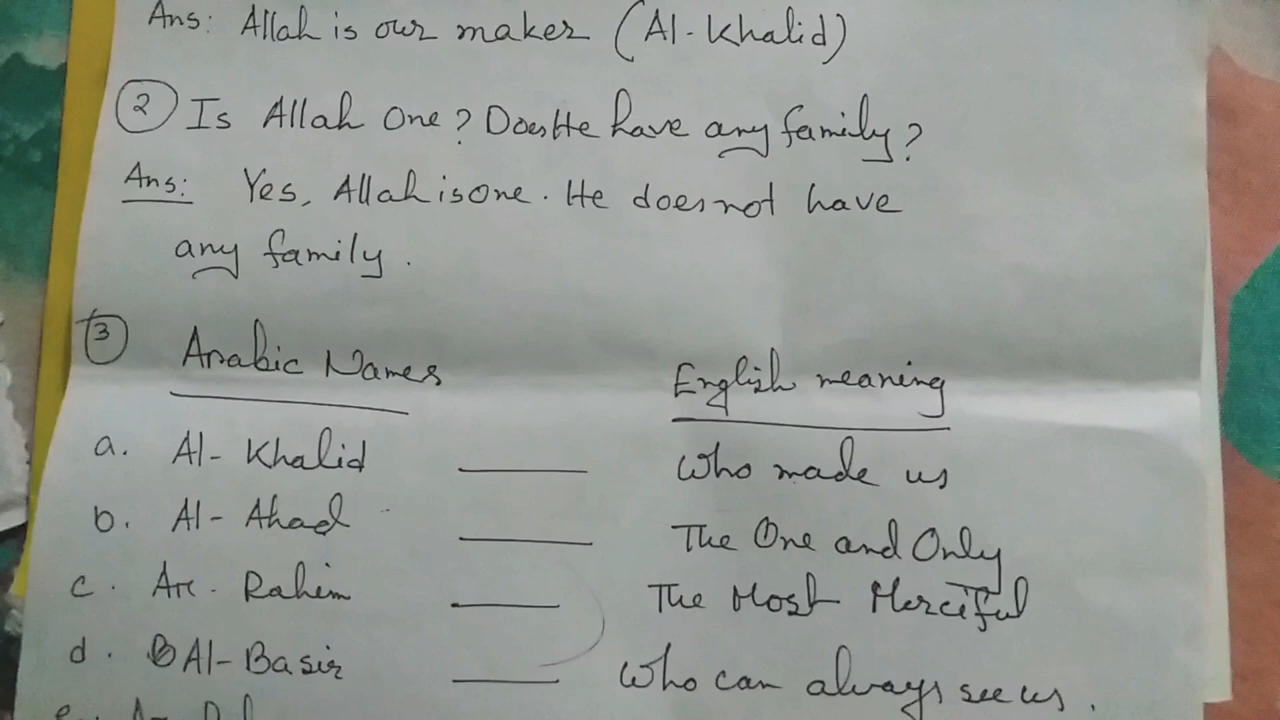 Ans: Allah is our maker (Al-Khalid)
2 Is Allah One? Does He have any family?
Ans: Yes, Allah is one. He does not have
any family.
3 Arabic Names English meaning
a. Al-Khalid Who made us
b. Al-Ahad The One and Only
c. Ar-Rahim The Most Merciful
d. Al-Basir Who can always see us.